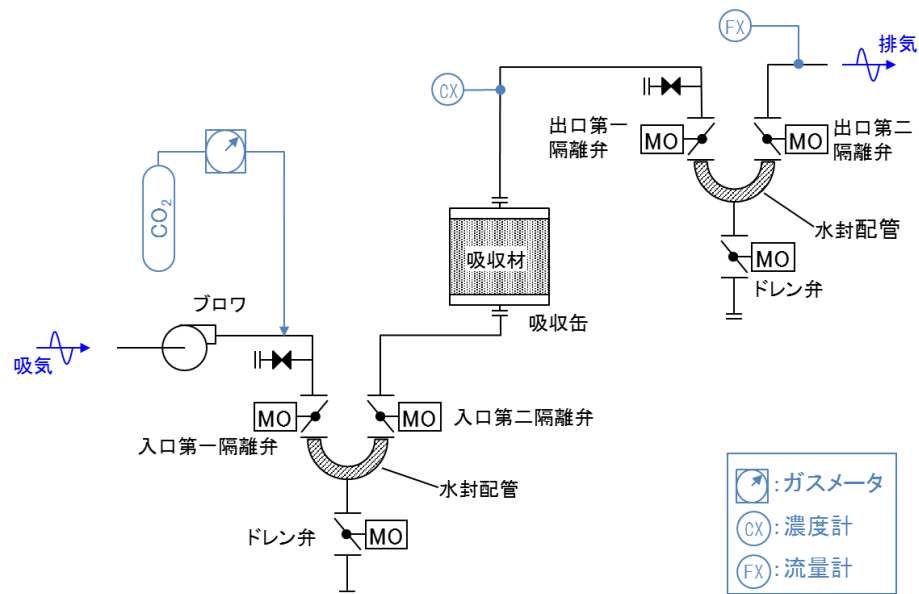 FX
排気
CX
出口第一
隔離弁
MO
MO
出口第二
隔離弁
CO₂
水封配管
吸収材
MO
ドレン弁
ブロワ
吸収缶
吸気
MO
MO
入口第二隔離弁
入口第一隔離弁
水封配管
ドレン弁
MO
:ガスメータ
CX:濃度計
FX:流量計